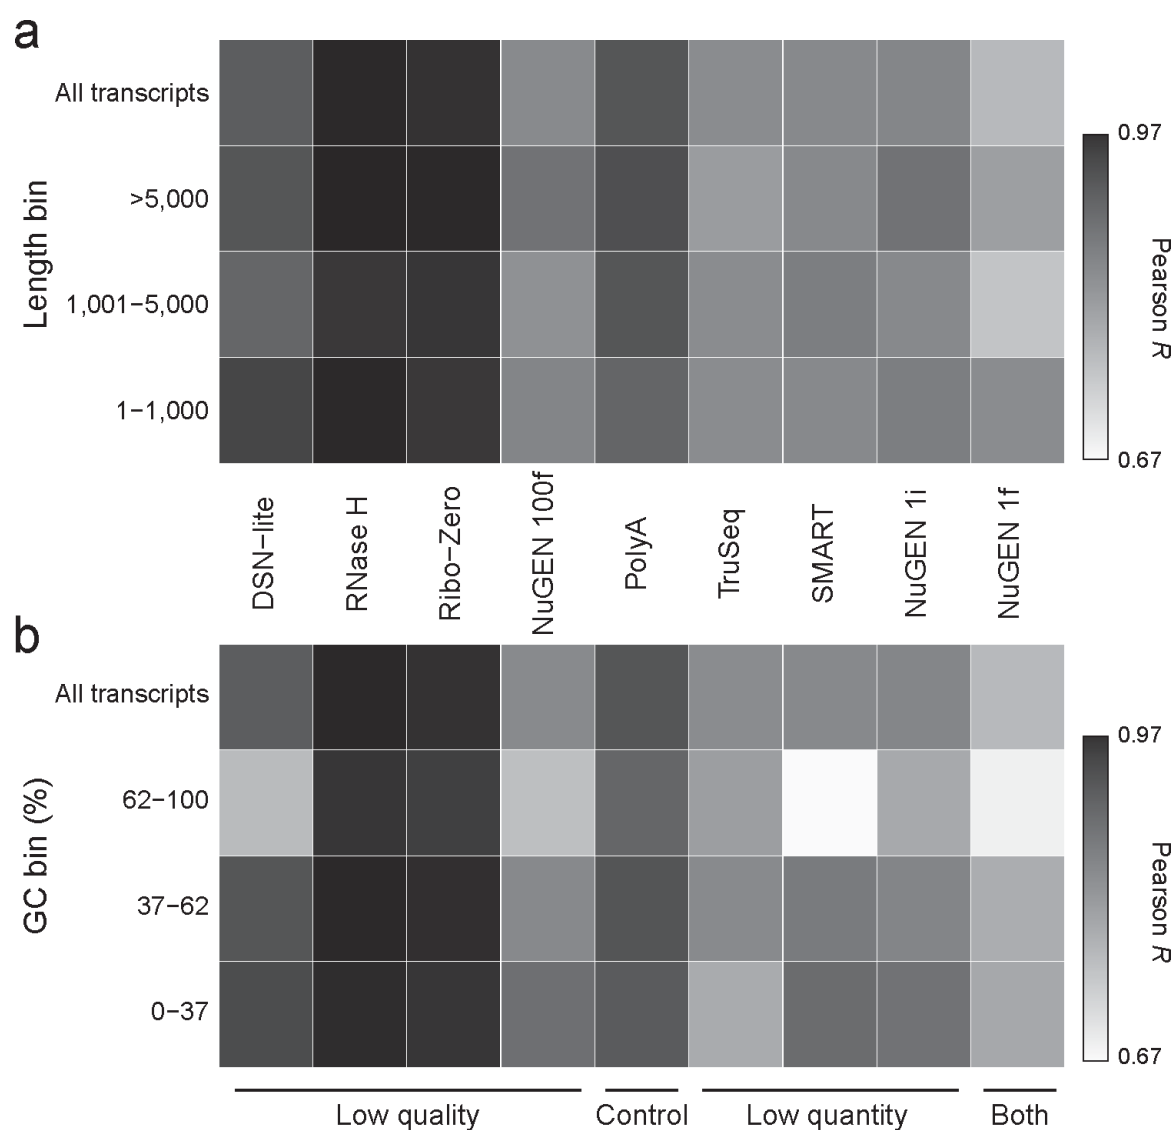 a
All transcripts
>5,000
1,001−5,000
1−1,000
Length bin
0.97
0.67
Pearson R
DSN−lite
RNase H
Ribo−Zero
NuGEN 100f
PolyA
TruSeq
SMART
NuGEN 1i
NuGEN 1f
b
All transcripts
62−100
37−62
0−37
GC bin (%)
0.97
0.67
Pearson R
Low quality
Control
Low quantity
Both